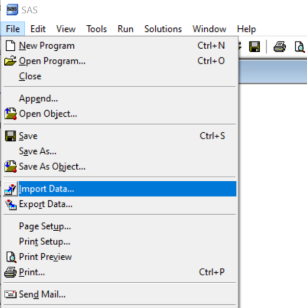 SAS
File Edit View Tools Run Solutions Window Help
New Program Ctrl+N
Open Program... Ctrl+O
Close
Append...
Open Object...
Save Ctrl+S
Save As...
Save As Object...
Import Data...
Export Data...
Page Setup...
Print Setup...
Print Preview
Print... Ctrl+P
Send Mail...